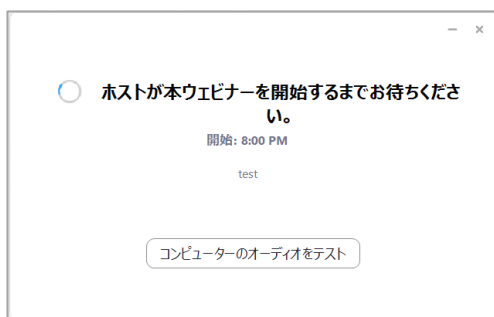 ホストが本ウェビナーを開始するまでお待ちくださ
い。
開始: 8:00 PM
test
コンピューターのオーディオをテスト